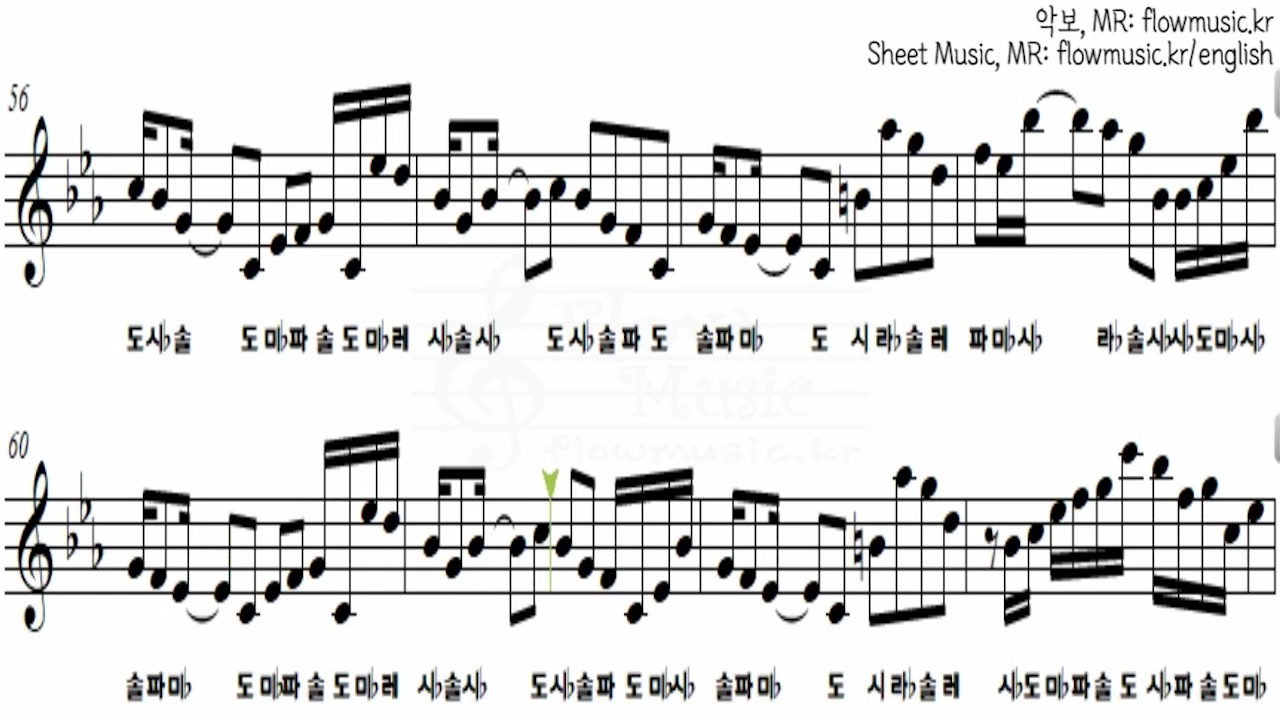 악보, MR: flowmusic.kr
Sheet Music, MR: flowmusic.kr/english
56
도 시♭ 솔 도 미♭ 파 솔 도 미♭ 레 시♭ 솔 시♭ 도 시♭ 솔 파 도 솔 파 미♭ 도 시 라♭ 솔 레 파 미♭ 시♭ 라♭ 솔 시♭ 시♭ 도 미♭ 시♭
Flow
Music
flowmusic.kr
60
솔 파 미♭ 도 미♭ 파 솔 도 미♭ 레 시♭ 솔 시♭ 도 시♭ 솔 파 도 미♭ 시♭ 솔 파 미♭ 도 시 라♭ 솔 레 시♭ 도 미♭ 파 솔 도 시♭ 파 솔 도 미♭